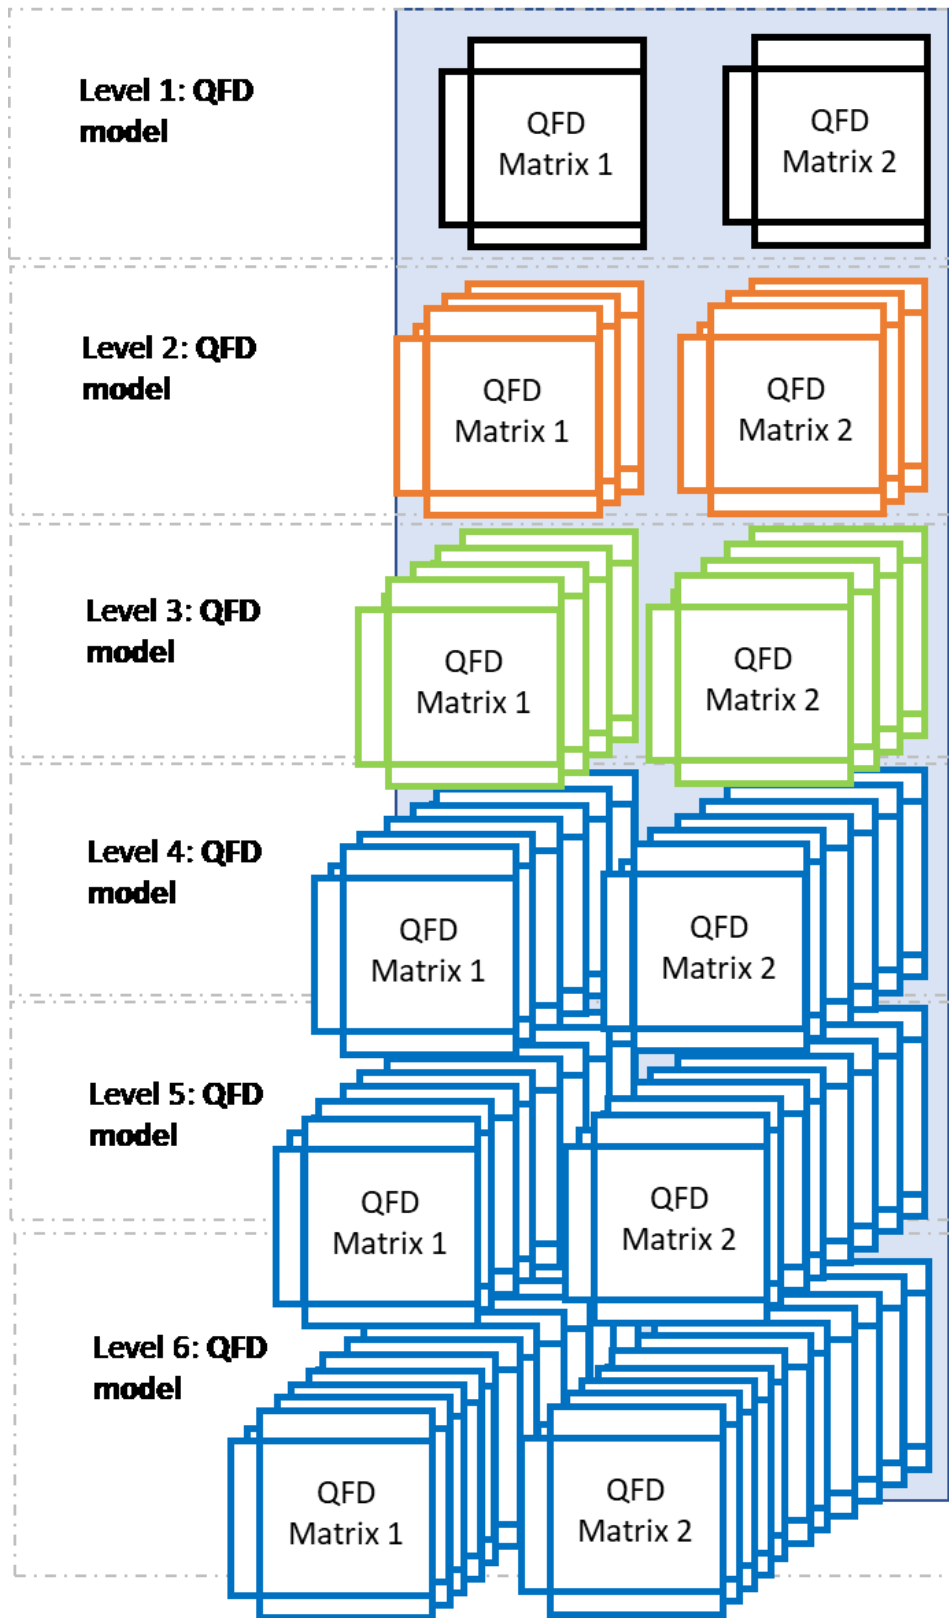 Level 1: QFD
model
QFD
Matrix 1
QFD
Matrix 2
Level 2: QFD
model
QFD
Matrix 1
QFD
Matrix 2
Level 3: QFD
model
QFD
Matrix 1
QFD
Matrix 2
Level 4: QFD
model
QFD
Matrix 1
QFD
Matrix 2
Level 5: QFD
model
QFD
Matrix 1
QFD
Matrix 2
Level 6: QFD
model
QFD
Matrix 1
QFD
Matrix 2